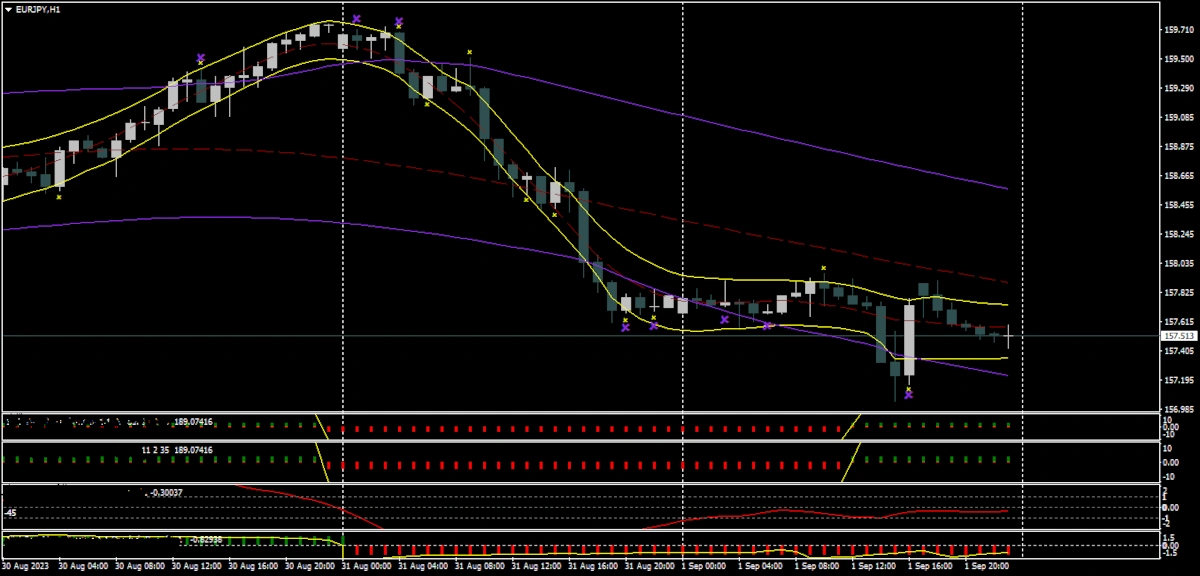 EURJPY,H1
159.710
159.500
159.290
159.085
158.875
158.665
158.455
158.245
158.035
157.825
157.615
157.513
157.405
157.195
156.985
189.07416
10
0.00
-10
11 2 35 189.07416
10
0.00
-10
-0.30037
-45
2
1
0.00
-1
-2
-0.82938
1.5
0.00
-1.5
30 Aug 2023
30 Aug 04:00
30 Aug 08:00
30 Aug 12:00
30 Aug 16:00
30 Aug 20:00
31 Aug 00:00
31 Aug 04:00
31 Aug 08:00
31 Aug 12:00
31 Aug 16:00
31 Aug 20:00
1 Sep 00:00
1 Sep 04:00
1 Sep 08:00
1 Sep 12:00
1 Sep 16:00
1 Sep 20:00